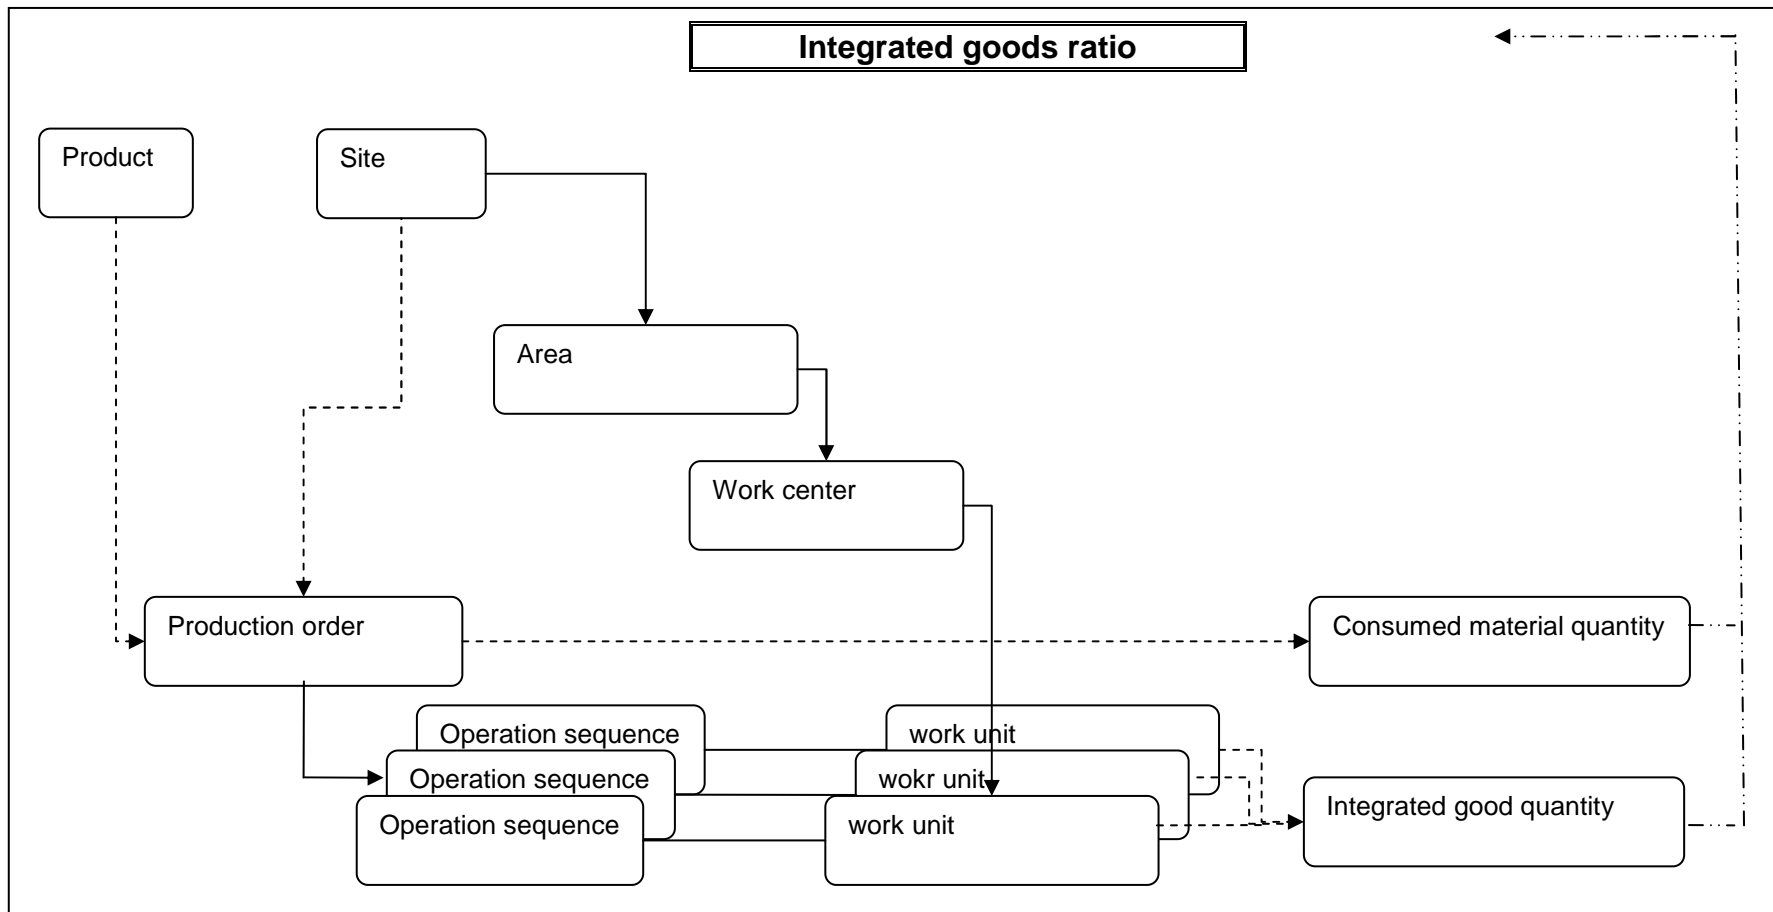 Integrated goods ratio
Product
Site
Area
Work center
Production order
Consumed material quantity
Operation sequence
work unit
Operation sequence
wokr unit
Integrated good quantity
Operation sequence
work unit